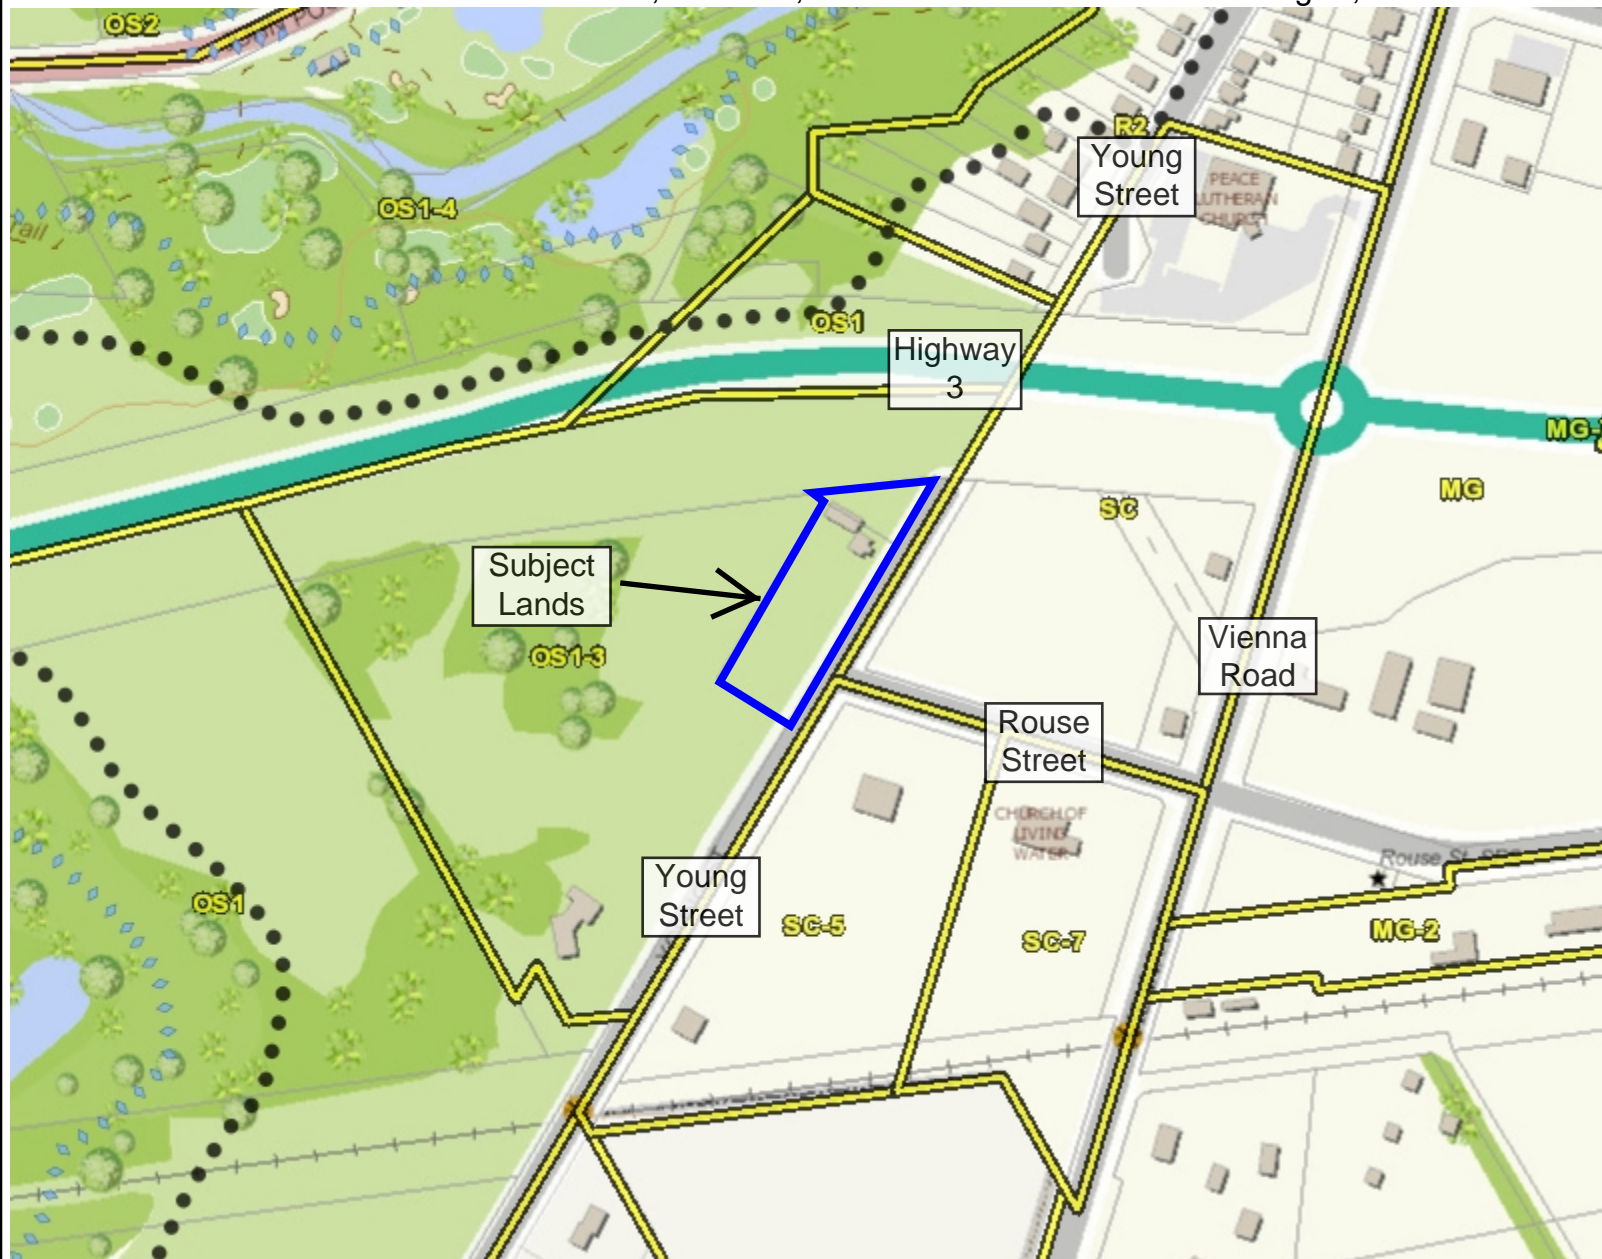 OS2
R2
Young
Street
PEACE
LUTHERAN
CHURCH
OS1-4
OS1
Highway
3
MG
SC
Subject
Lands
OS1-3
Vienna
Road
Rouse
Street
CHURCH OF
LIVING
WATER
Young
Street
OS1
SC-5
SC-7
Rouse St
MG-2